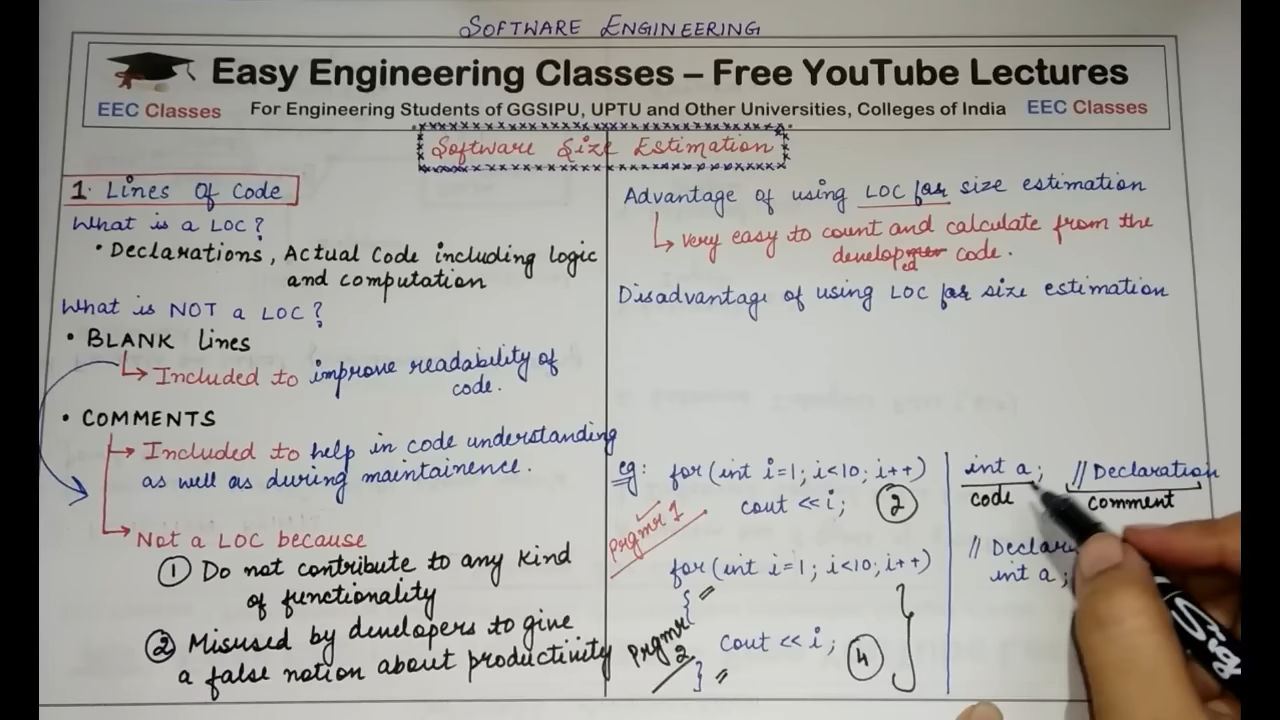 SOFTWARE ENGINEERING
Easy Engineering Classes – Free YouTube Lectures
EEC Classes For Engineering Students of GGSIPU, UPTU and Other Universities, Colleges of India EEC Classes
Software Size Estimation
1. Lines Of Code
What is a LOC?
• Declarations, Actual Code including logic
and computation
What is NOT a LOC?
• BLANK lines
Included to improve readability of
code.
• COMMENTS
Included to help in code understanding
as well as during maintainence.
Not a LOC because
① Do not contribute to any kind
of functionality
② Misused by developers to give
a false notion about productivity
Advantage of using LOC for size estimation
very easy to count and calculate from the
developed code.
Disadvantage of using LOC for size estimation
eg: for(int i=1; i<10; i++)
cout <<i; ②
Prgmr 1
for(int i=1; i<10; i++)
{
Prgmr 2
cout <<i; ④
}
int a; // Declaration
code comment
//
int a;